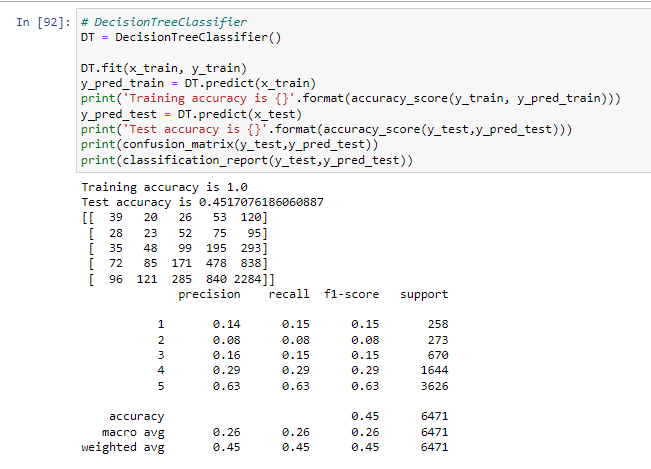 In [92]: # DecisionTreeClassifier
DT = DecisionTreeClassifier()

DT.fit(x_train, y_train)
y_pred_train = DT.predict(x_train)
print('Training accuracy is {}'.format(accuracy_score(y_train, y_pred_train)))
y_pred_test = DT.predict(x_test)
print('Test accuracy is {}'.format(accuracy_score(y_test,y_pred_test)))
print(confusion_matrix(y_test,y_pred_test))
print(classification_report(y_test,y_pred_test))

Training accuracy is 1.0
Test accuracy is 0.4517076186060887
[[  39   20   26   53  120]
 [  28   23   52   75   95]
 [  35   48   99  195  293]
 [  72   85  171  478  838]
 [  96  121  285  840 2284]]
              precision    recall  f1-score   support

           1       0.14      0.15      0.15       258
           2       0.08      0.08      0.08       273
           3       0.16      0.15      0.15       670
           4       0.29      0.29      0.29      1644
           5       0.63      0.63      0.63      3626

    accuracy                           0.45      6471
   macro avg       0.26      0.26      0.26      6471
weighted avg       0.45      0.45      0.45      6471